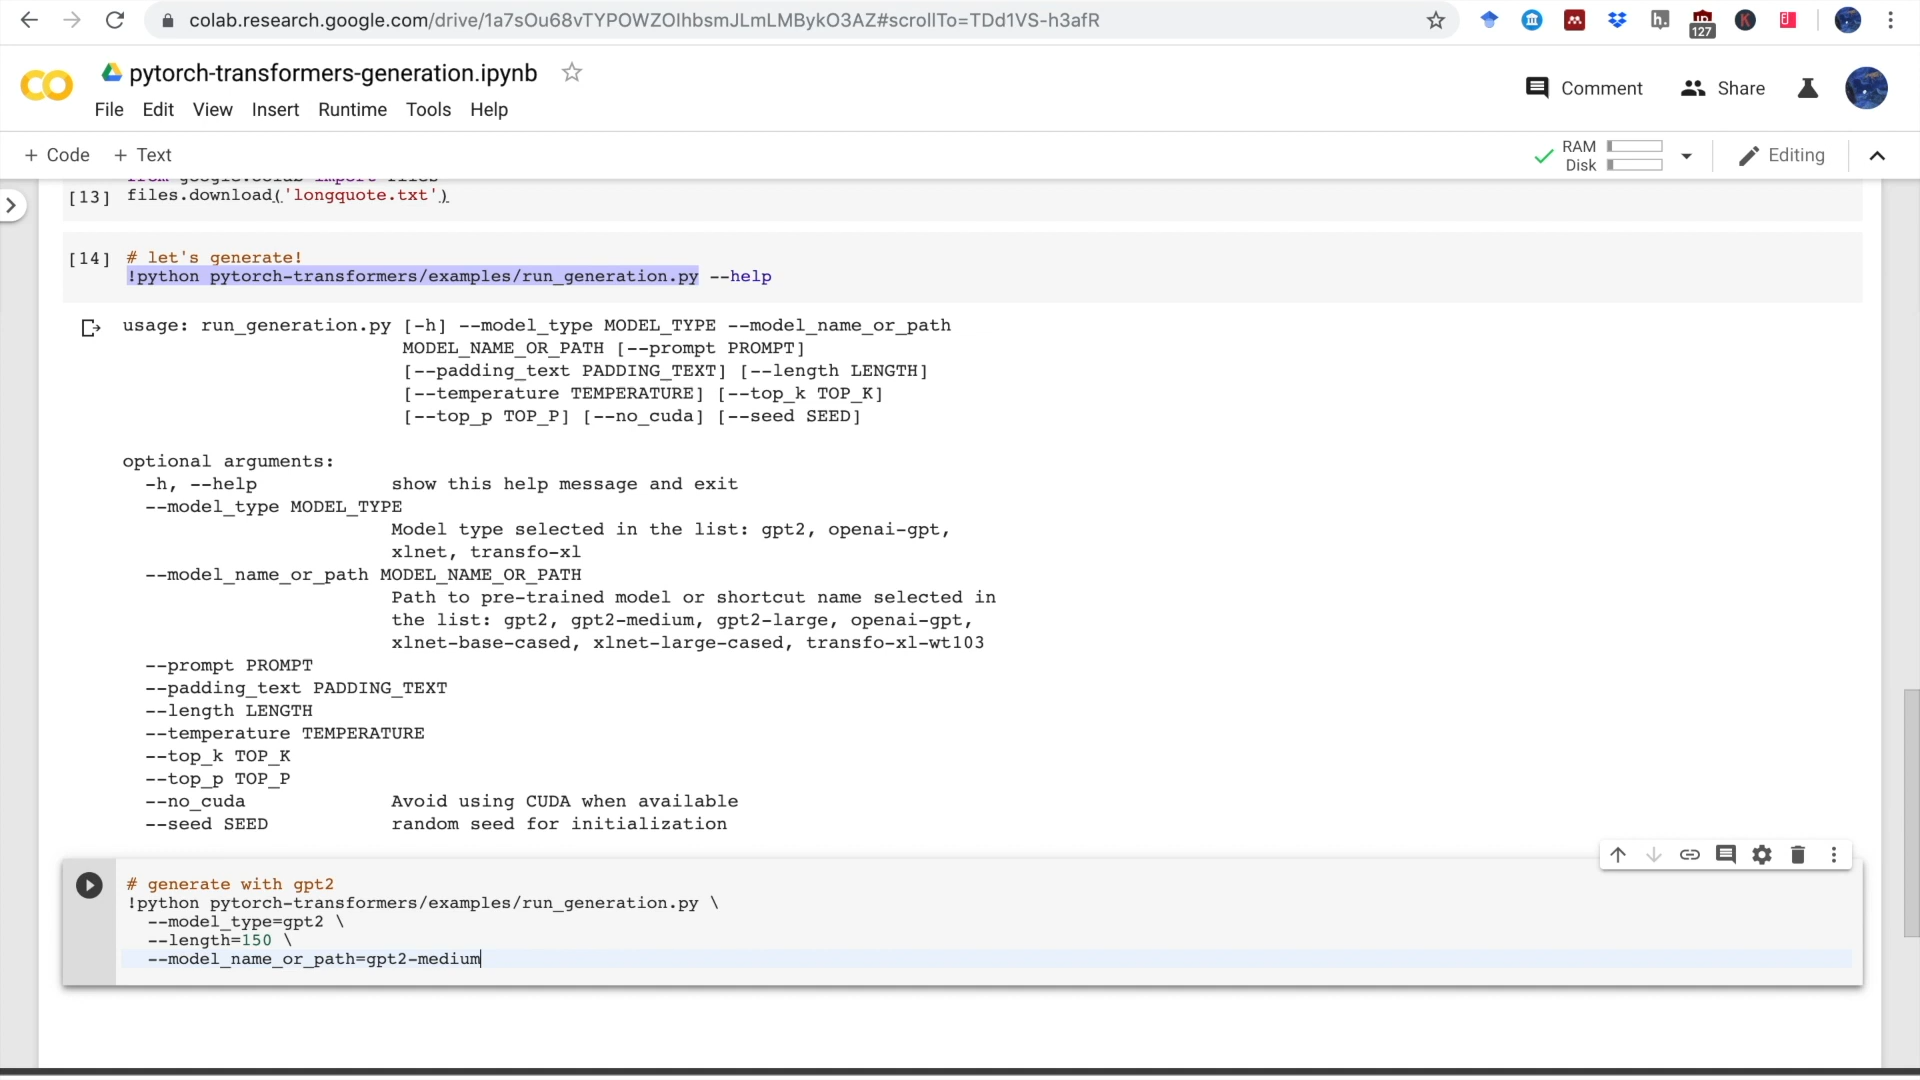 colab.research.google.com/drive/1a7sOu68vTYPOWZOlhbsmJLmLMBykO3AZ#scrollTo=TDd1VS-h3afR
127
pytorch-transformers-generation.ipynb
File Edit View Insert Runtime Tools Help
Comment
Share
+ Code + Text
RAM
Disk
Editing
from google.colab import files
[13] files.download('longquote.txt')
[14] # let's generate!
!python pytorch-transformers/examples/run_generation.py --help
usage: run_generation.py [-h] --model_type MODEL_TYPE --model_name_or_path
MODEL_NAME_OR_PATH [--prompt PROMPT]
[--padding_text PADDING_TEXT] [--length LENGTH]
[--temperature TEMPERATURE] [--top_k TOP_K]
[--top_p TOP_P] [--no_cuda] [--seed SEED]
optional arguments:
-h, --help show this help message and exit
--model_type MODEL_TYPE
Model type selected in the list: gpt2, openai-gpt,
xlnet, transfo-xl
--model_name_or_path MODEL_NAME_OR_PATH
Path to pre-trained model or shortcut name selected in
the list: gpt2, gpt2-medium, gpt2-large, openai-gpt,
xlnet-base-cased, xlnet-large-cased, transfo-xl-wt103
--prompt PROMPT
--padding_text PADDING_TEXT
--length LENGTH
--temperature TEMPERATURE
--top_k TOP_K
--top_p TOP_P
--no_cuda Avoid using CUDA when available
--seed SEED random seed for initialization
# generate with gpt2
!python pytorch-transformers/examples/run_generation.py \
--model_type=gpt2 \
--length=150 \
--model_name_or_path=gpt2-medium